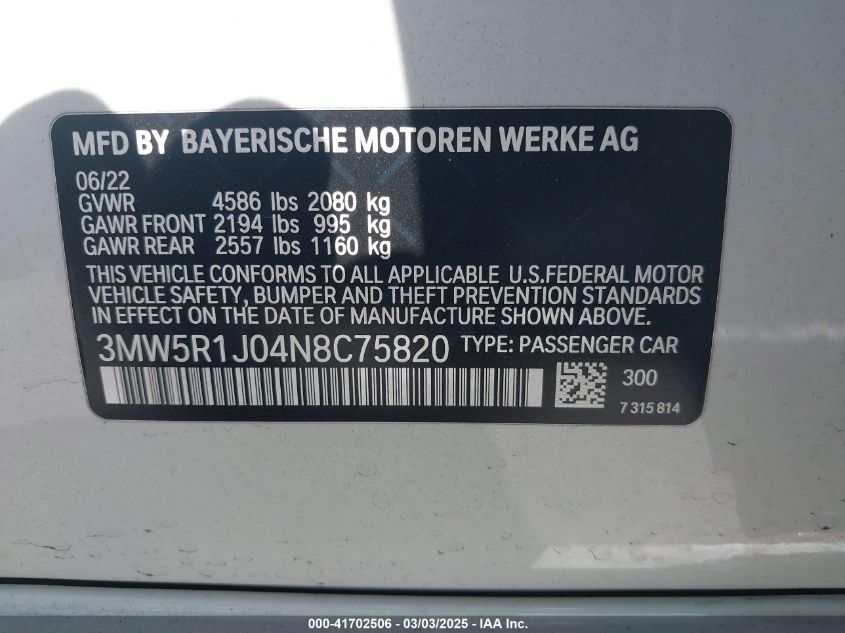 MFD BY BAYERISCHE MOTOREN WERKE AG
06/22
GVWR 4586 lbs 2080 kg
GAWR FRONT 2194 lbs 995 kg
GAWR REAR 2557 lbs 1160 kg
THIS VEHICLE CONFORMS TO ALL APPLICABLE U.S.FEDERAL MOTOR
VEHICLE SAFETY, BUMPER AND THEFT PREVENTION STANDARDS
IN EFFECT ON THE DATE OF MANUFACTURE SHOWN ABOVE.
3MW5R1J04N8C75820 TYPE: PASSENGER CAR
300
7 315 814
000-41702506 - 03/03/2025 - IAA Inc.